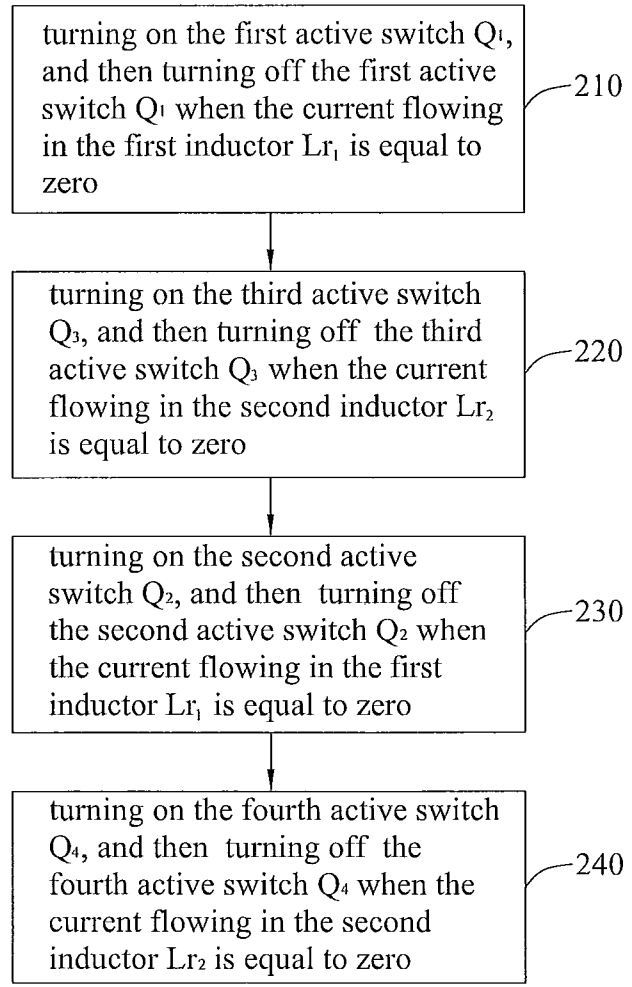 turning on the first active switch Q₁,
and then turning off the first active
switch Q₁ when the current flowing
in the first inductor Lr₁ is equal to
zero
210
turning on the third active switch
Q₃, and then turning off the third
active switch Q₃ when the current
flowing in the second inductor Lr₂
is equal to zero
220
turning on the second active
switch Q₂, and then turning off
the second active switch Q₂ when
the current flowing in the first
inductor Lr₁ is equal to zero
230
turning on the fourth active switch
Q₄, and then turning off the
fourth active switch Q₄ when the
current flowing in the second
inductor Lr₂ is equal to zero
240